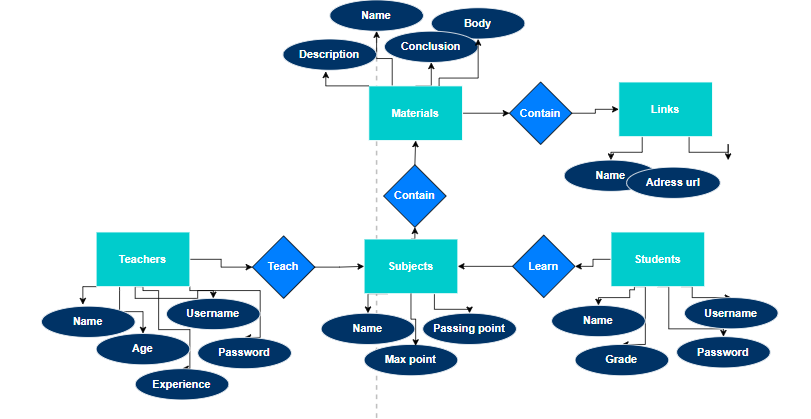 Name
Body
Description
Conclusion
Materials
Contain
Links
Name
Adress url
Contain
Teachers
Teach
Subjects
Learn
Students
Name
Username
Age
Password
Experience
Name
Passing point
Max point
Name
Username
Grade
Password